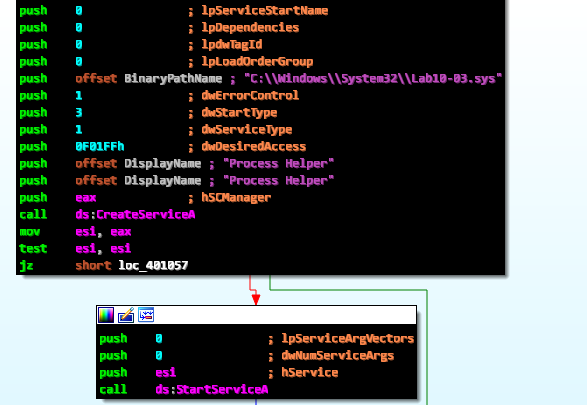 push 0 ; lpServiceStartName
push 0 ; lpDependencies
push 0 ; lpdwTagId
push 0 ; lpLoadOrderGroup
push offset BinaryPathName ; "C:\\Windows\\System32\\Lab10-03.sys"
push 1 ; dwErrorControl
push 3 ; dwStartType
push 1 ; dwServiceType
push 0F01FFh ; dwDesiredAccess
push offset DisplayName ; "Process Helper"
push offset DisplayName ; "Process Helper"
push eax ; hSCManager
call ds:CreateServiceA
mov esi, eax
test esi, esi
jz short loc_401057
push 0 ; lpServiceArgVectors
push 0 ; dwNumServiceArgs
push esi ; hService
call ds:StartServiceA